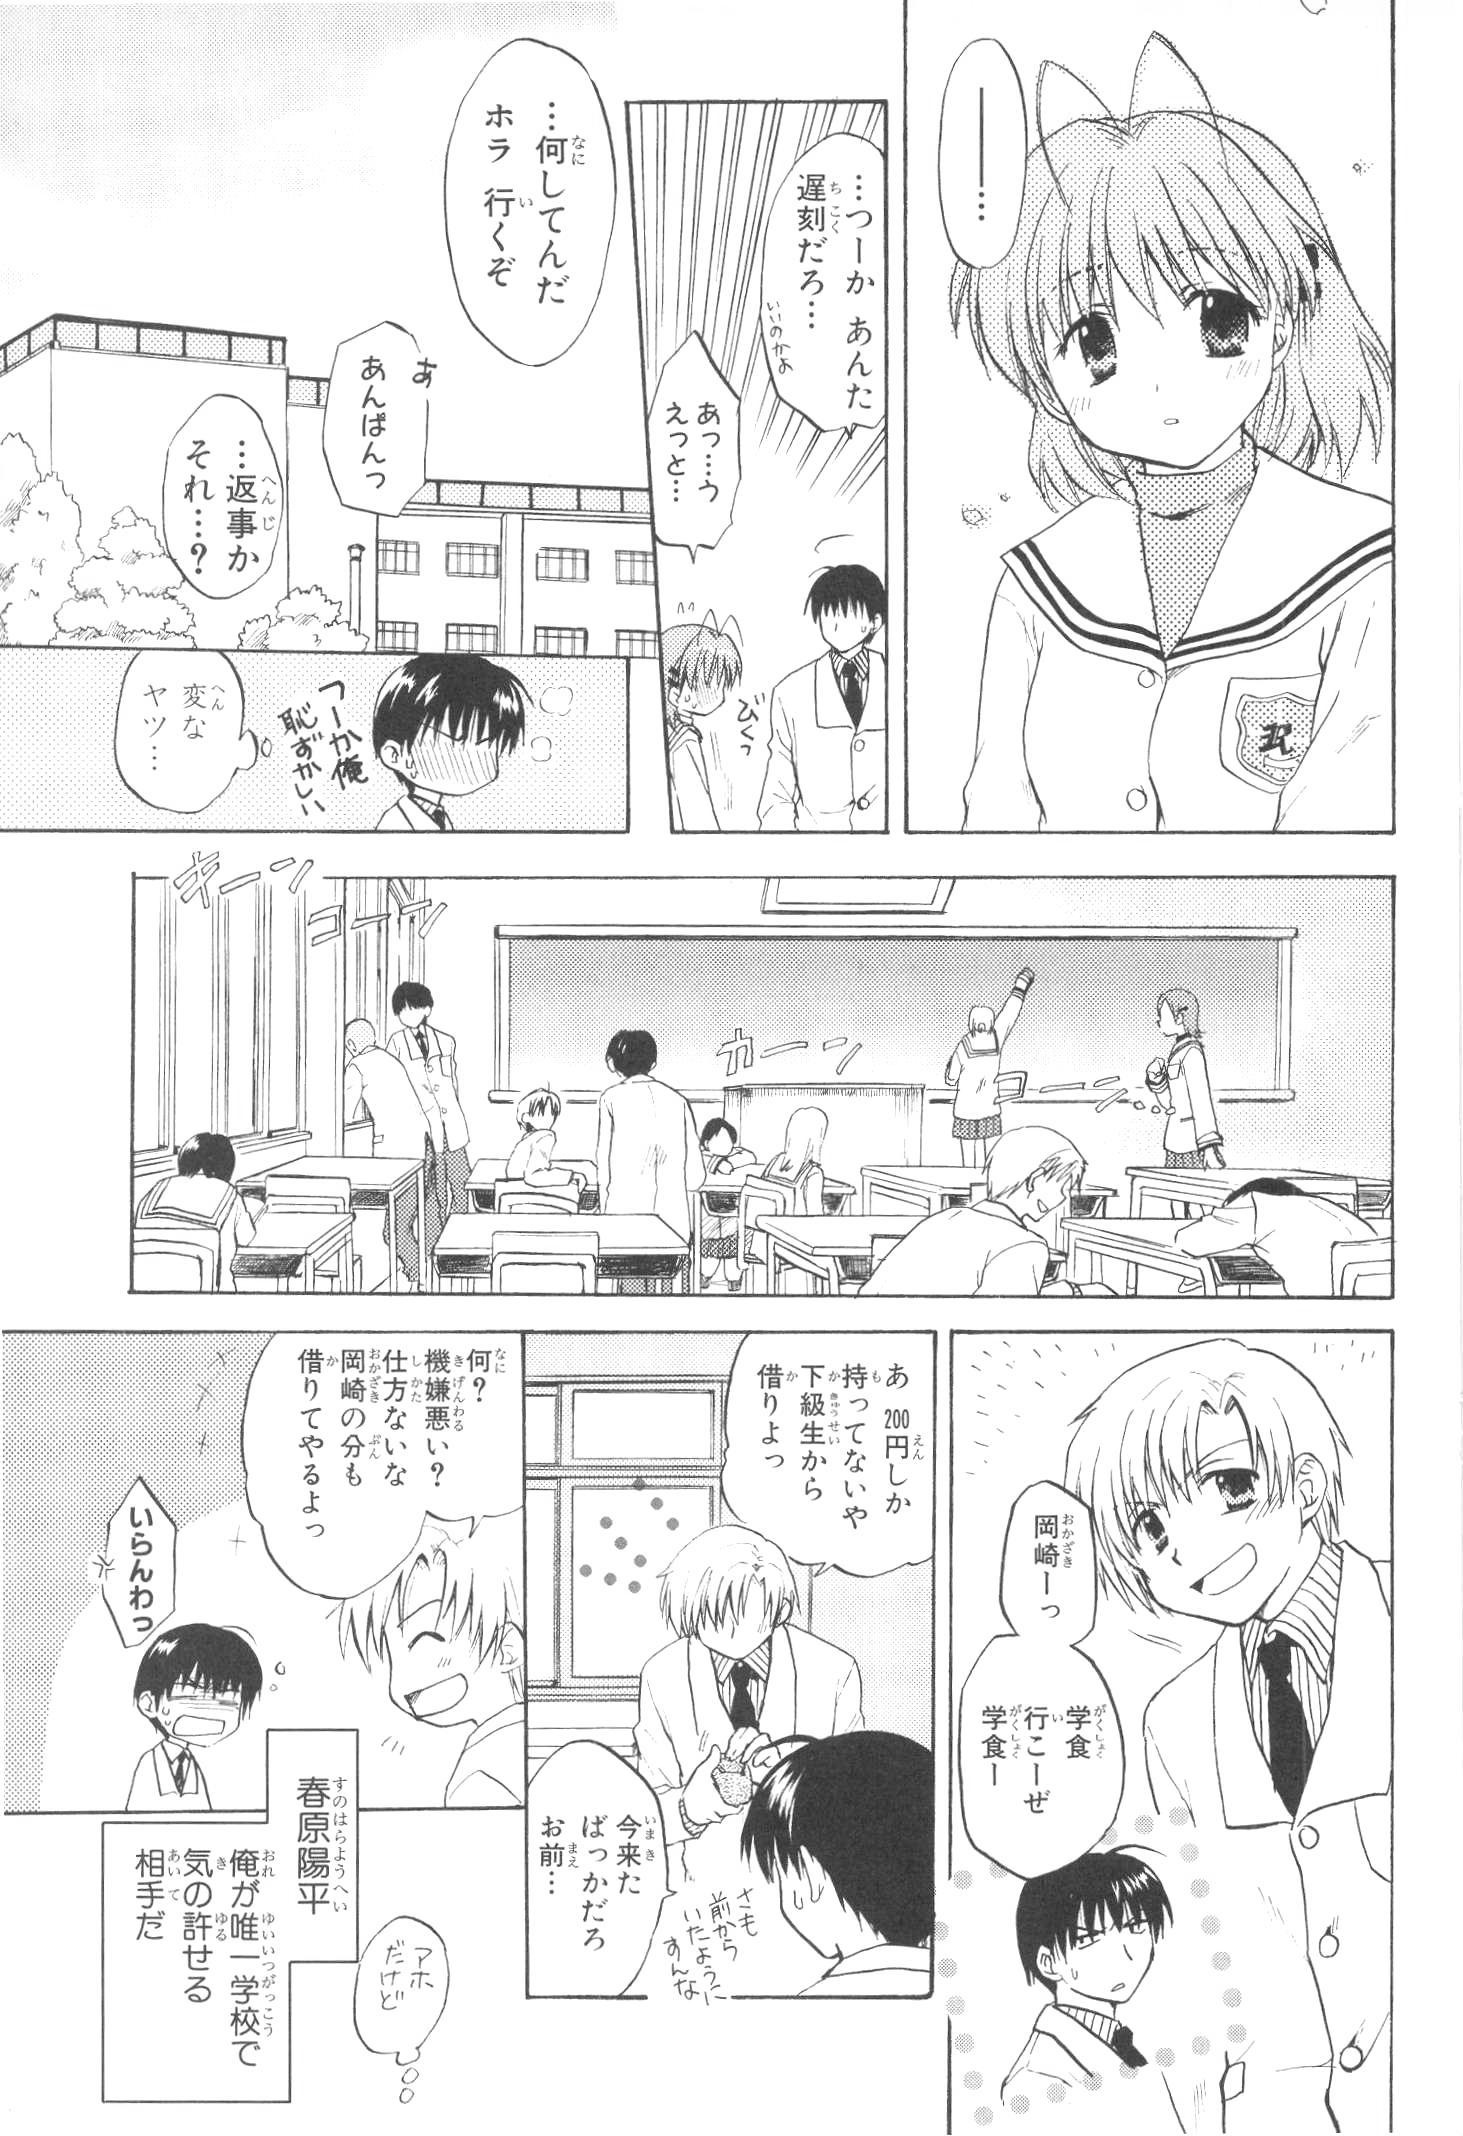 ―――…
…つーか あんた
遅刻だろ…
いいのかよ
あっ……う
えっと…
びくっ
…何してんだ
ホラ 行くぞ
あ
あんぱんっ
…返事か
それ……?
つーか俺
恥ずかしい
変な
ヤツ…
キーン
コーン
カーン
コーン
岡崎ーっ
学食
行こーぜ
学食ー
あ 200円しか
持ってないや
下級生から
借りよっ
今来た
ばっかだろ
お前…
さも
前から
いたように
すんな
何?
機嫌悪い?
仕方ないな
岡崎の分も
借りてやるよっ
いらんわっ
春原陽平
俺が唯一学校で
気の許せる
相手だ
アホ
だけど